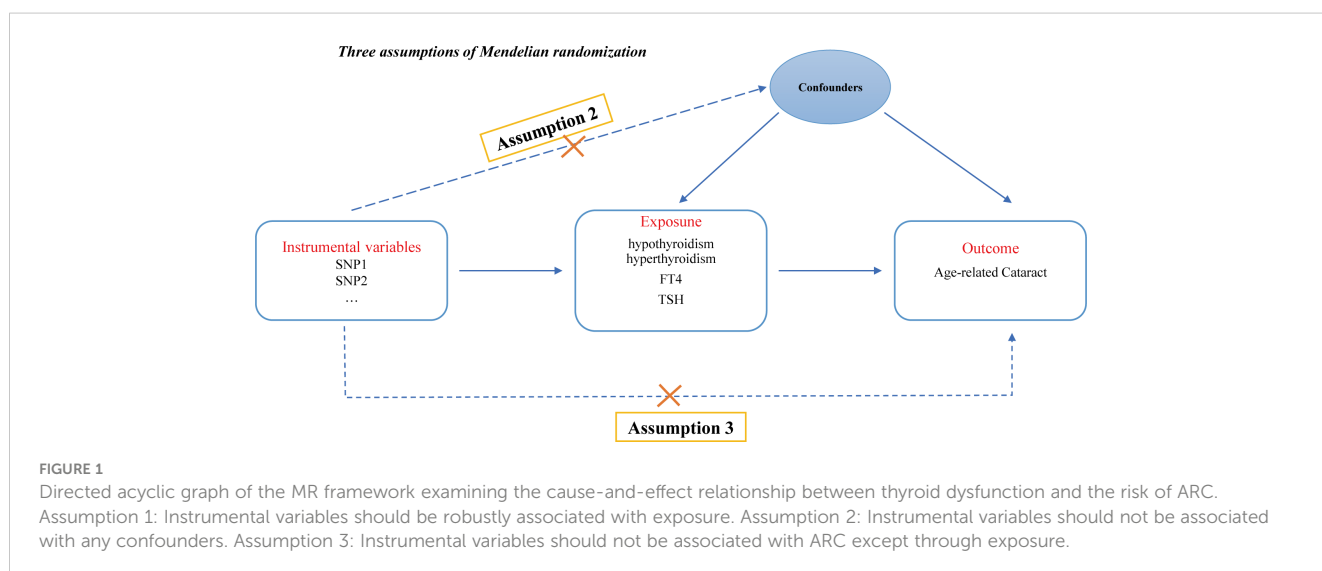 Three assumptions of Mendelian randomization
Confounders
Assumption 2
Instrumental variables
SNP1
SNP2
…
Exposune
hypothyroidism
hyperthyroidism
FT4
TSH
Outcome
Age-related Cataract
Assumption 3
FIGURE 1
Directed acyclic graph of the MR framework examining the cause-and-effect relationship between thyroid dysfunction and the risk of ARC.
Assumption 1: Instrumental variables should be robustly associated with exposure. Assumption 2: Instrumental variables should not be associated
with any confounders. Assumption 3: Instrumental variables should not be associated with ARC except through exposure.